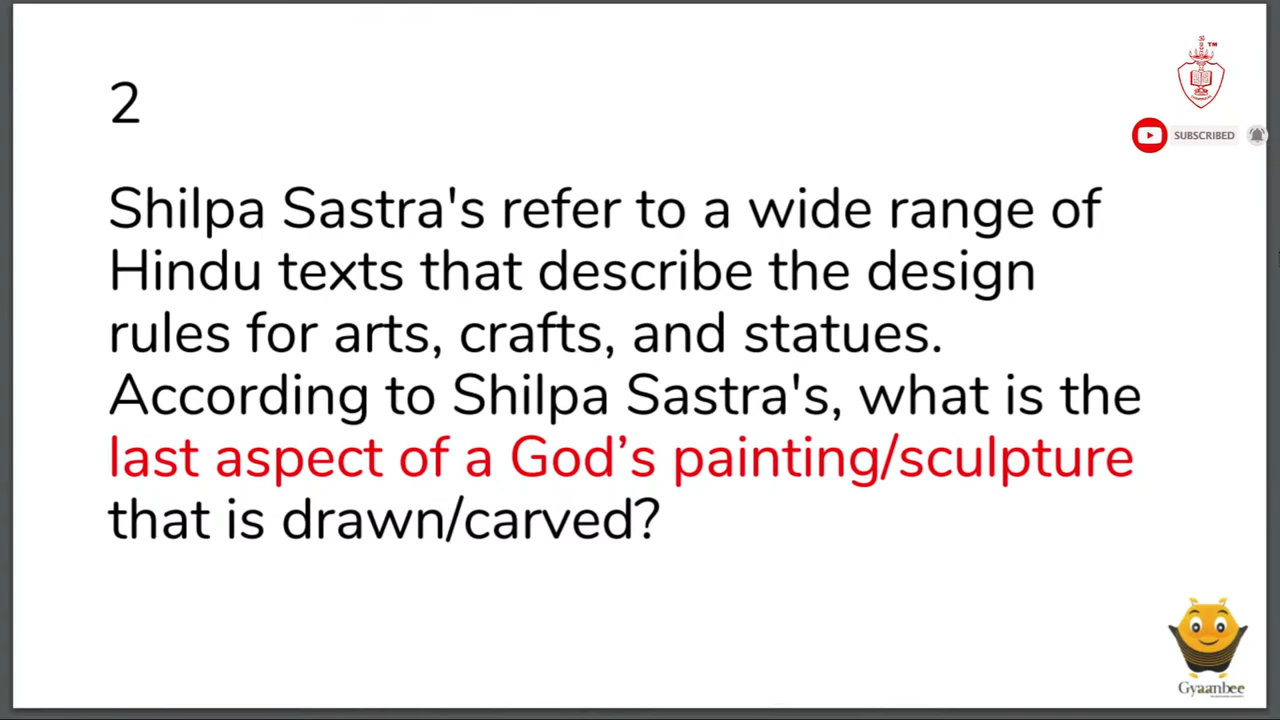 2
TM
SUBSCRIBED
Shilpa Sastra's refer to a wide range of
Hindu texts that describe the design
rules for arts, crafts, and statues.
According to Shilpa Sastra's, what is the
last aspect of a God’s painting/sculpture
that is drawn/carved?
Gyaanbee